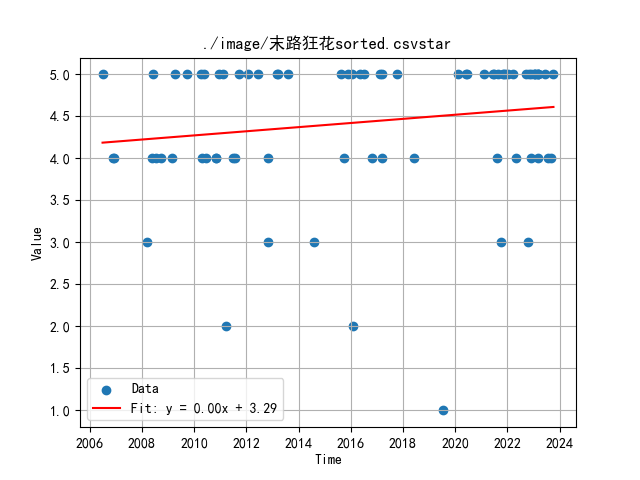 ./image/末路狂花sorted.csvstar
5.0
4.5
4.0
3.5
3.0
2.5
2.0
1.5
1.0
Value
Data
Fit: y = 0.00x + 3.29
2006 2008 2010 2012 2014 2016 2018 2020 2022 2024
Time